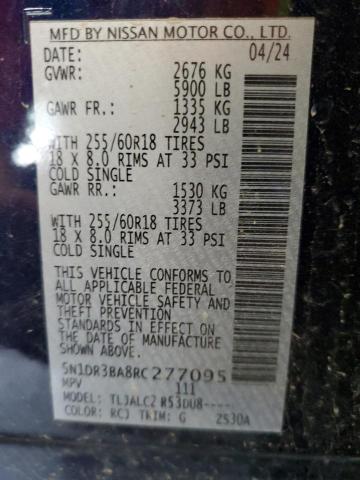 MFD BY NISSAN MOTOR CO., LTD.
DATE: 04/24
GVWR: 2676 KG
5900 LB
GAWR FR.: 1335 KG
2943 LB
WITH 255/60R18 TIRES
18 X 8.0 RIMS AT 33 PSI
COLD SINGLE
GAWR RR.: 1530 KG
3373 LB
WITH 255/60R18 TIRES
18 X 8.0 RIMS AT 33 PSI
COLD SINGLE
THIS VEHICLE CONFORMS TO
ALL APPLICABLE FEDERAL
MOTOR VEHICLE SAFETY AND
THEFT PREVENTION
STANDARDS IN EFFECT ON
THE DATE OF MANUFACTURE
SHOWN ABOVE.
5N1DR3BA8RC277095
MPV 111
MODEL: TLJALCZ R53DU8-----
COLOR: RCJ TRIM: G 2530A